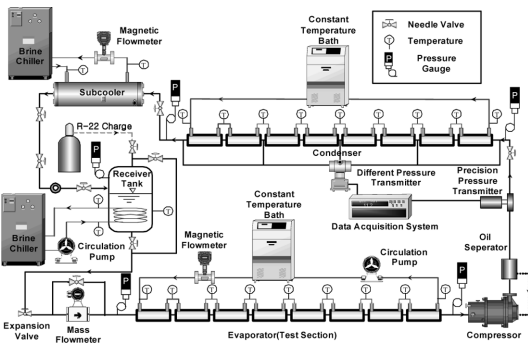 Brine
Chiller
Magnetic
Flowmeter
T
T
Constant
Temperature
Bath
Needle Valve
T
Temperature
P
Pressure
Gauge
Subcooler
P
P
T
T
T
T
T
T
T
T
T
R-22 Charge
P
Receiver
Tank
Condenser
Different Pressure
Transmitter
Precision
Pressure
Transmitter
Data Acquisition System
Brine
Chiller
T
T
T
Circulation
Pump
Magnetic
Flowmeter
Constant
Temperature
Bath
Circulation
Pump
Oil
Seperator
P
T
T
T
T
T
T
T
T
T
P
Expansion
Valve
Mass
Flowmeter
Evaporator(Test Section)
Compressor